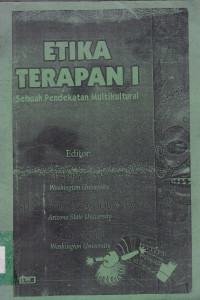 ETIKA
TERAPAN I
Sebuah Pendekatan Multikultural
Editor:
Washington University
Arizona State University
Washington University